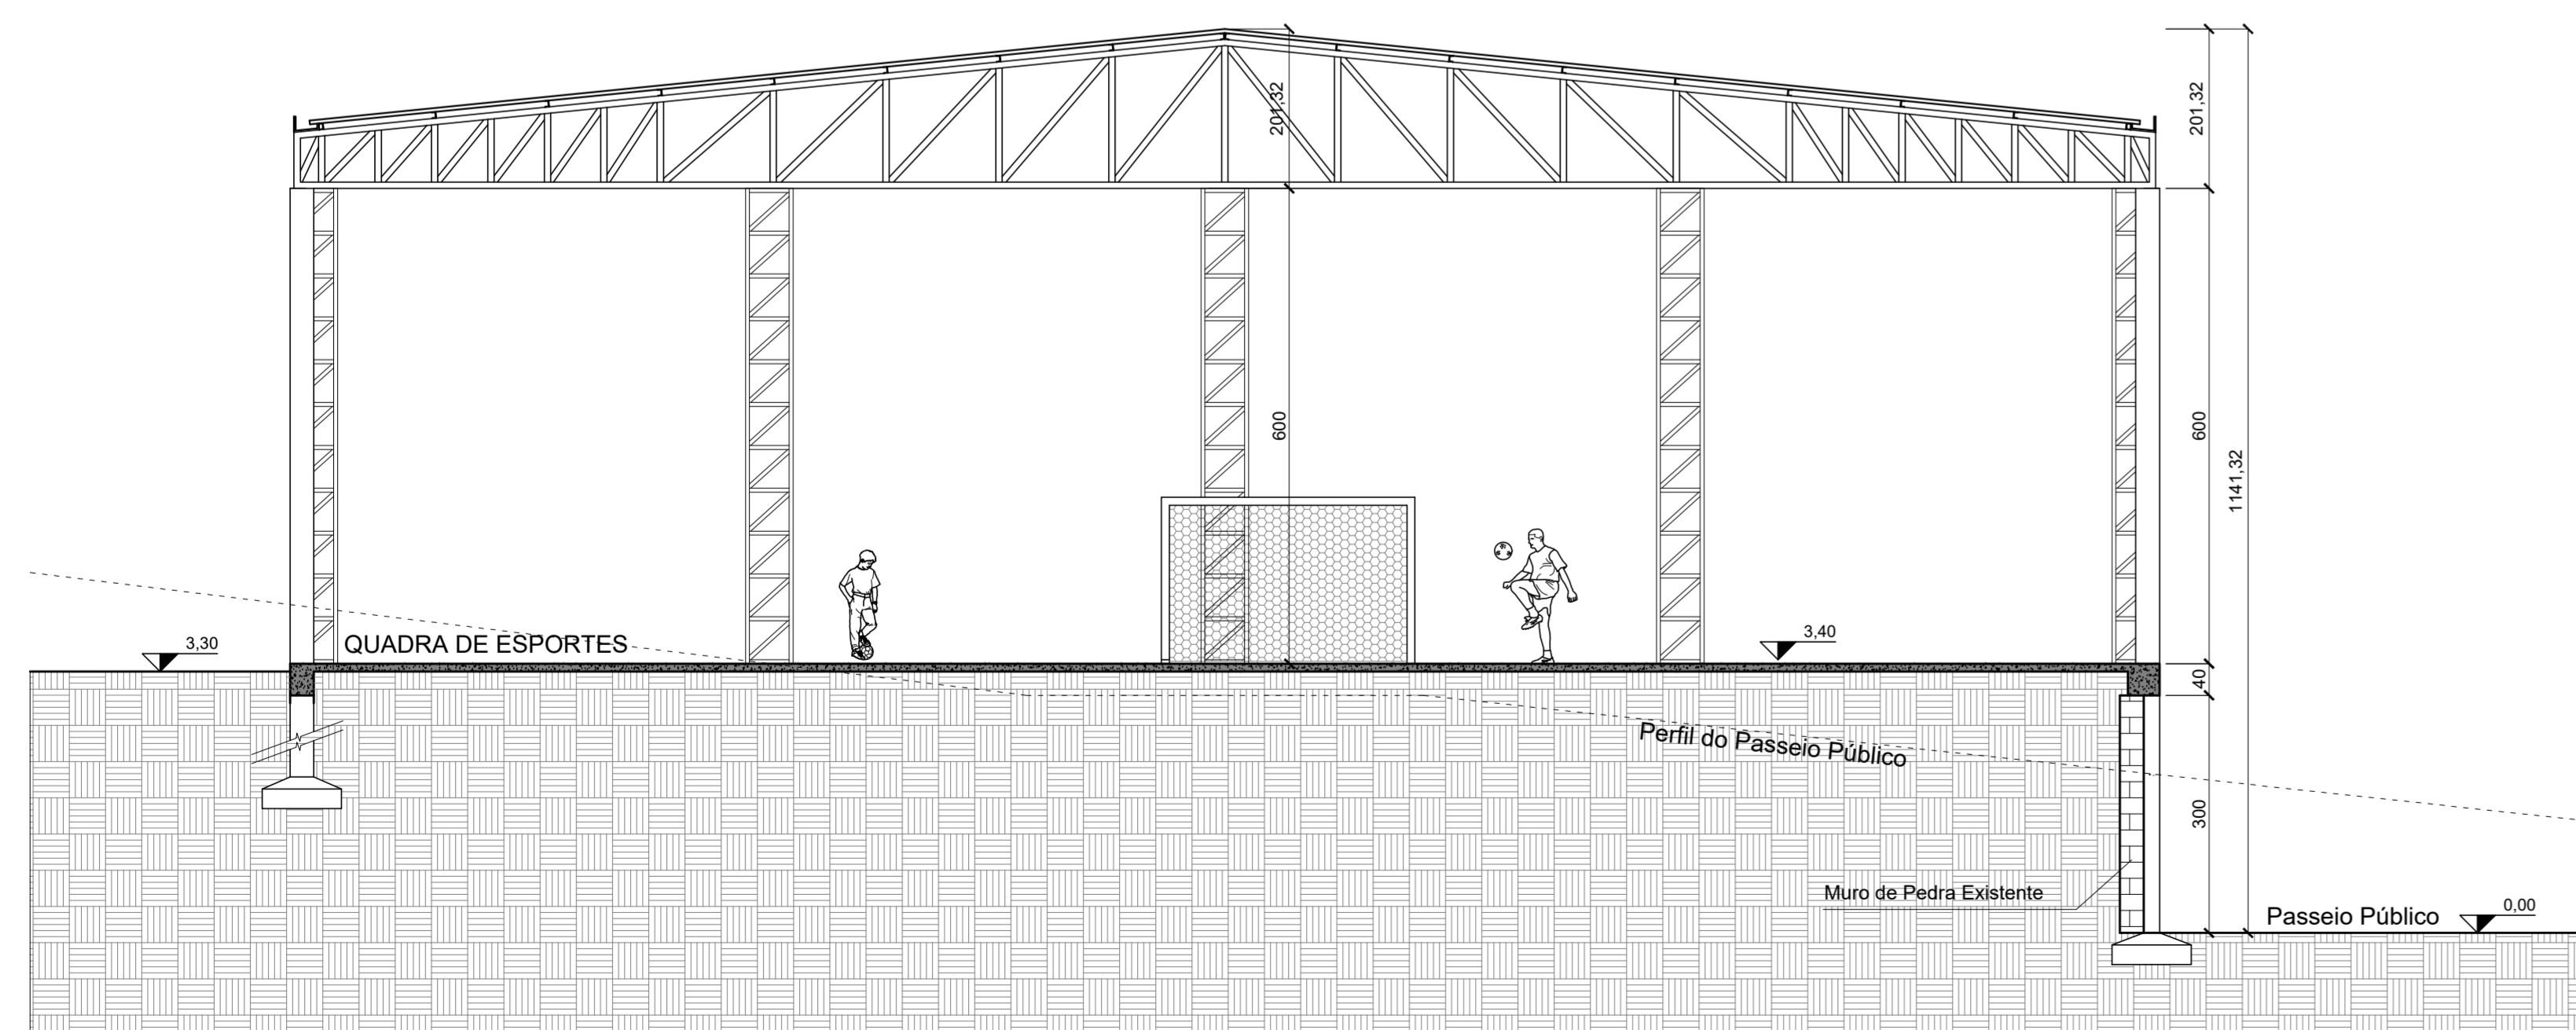 201,32
201,32
600
600
1141,32
3,30
QUADRA DE ESPORTES
3,40
40
Perfil do Passeio Público
300
Muro de Pedra Existente
Passeio Público
0,00